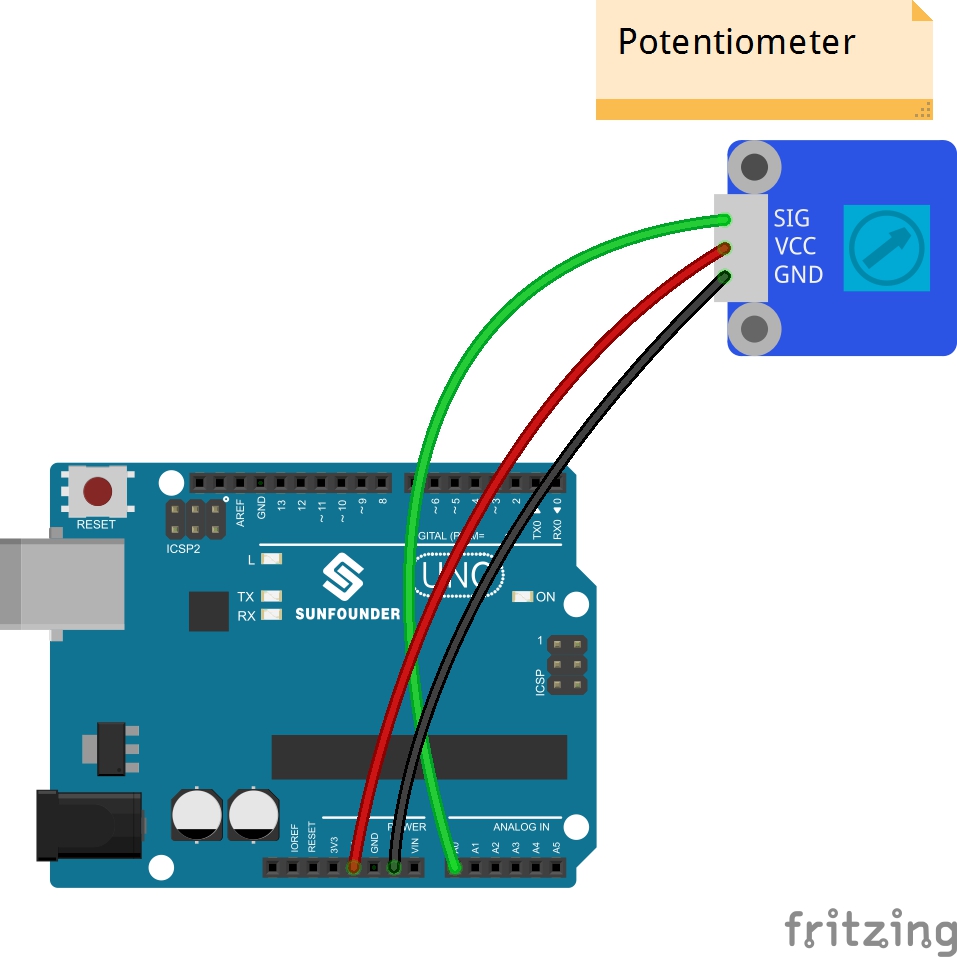 Potentiometer
SIG
VCC
GND
RESET
ICSP2
AREF
GND
13
12
~11
~10
~9
8
~6
~5
4
~3
2
TX0
RX0 0
L
TX
RX
SUNFOUNDER
UNO
ON
1
ICSP
IOREF
RESET
3V3
GND
VIN
ANALOG IN
A0
A1
A2
A3
A4
A5
fritzing